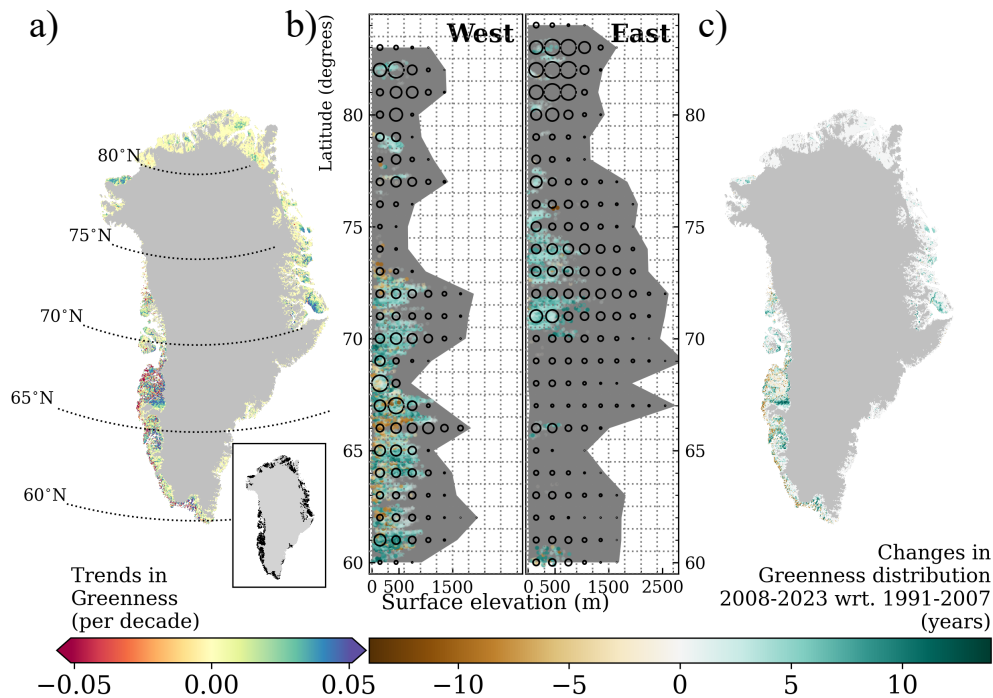 a)
b)
c)
West
East
Latitude (degrees)
80
75
70
65
60
80
75
70
65
60
80°N
75°N
70°N
65°N
60°N
0 500 1500
0 500 1500 2500
Surface elevation (m)
Trends in
Greenness
(per decade)
−0.05 0.00 0.05
Changes in
Greenness distribution
2008-2023 wrt. 1991-2007
(years)
−10 −5 0 5 10